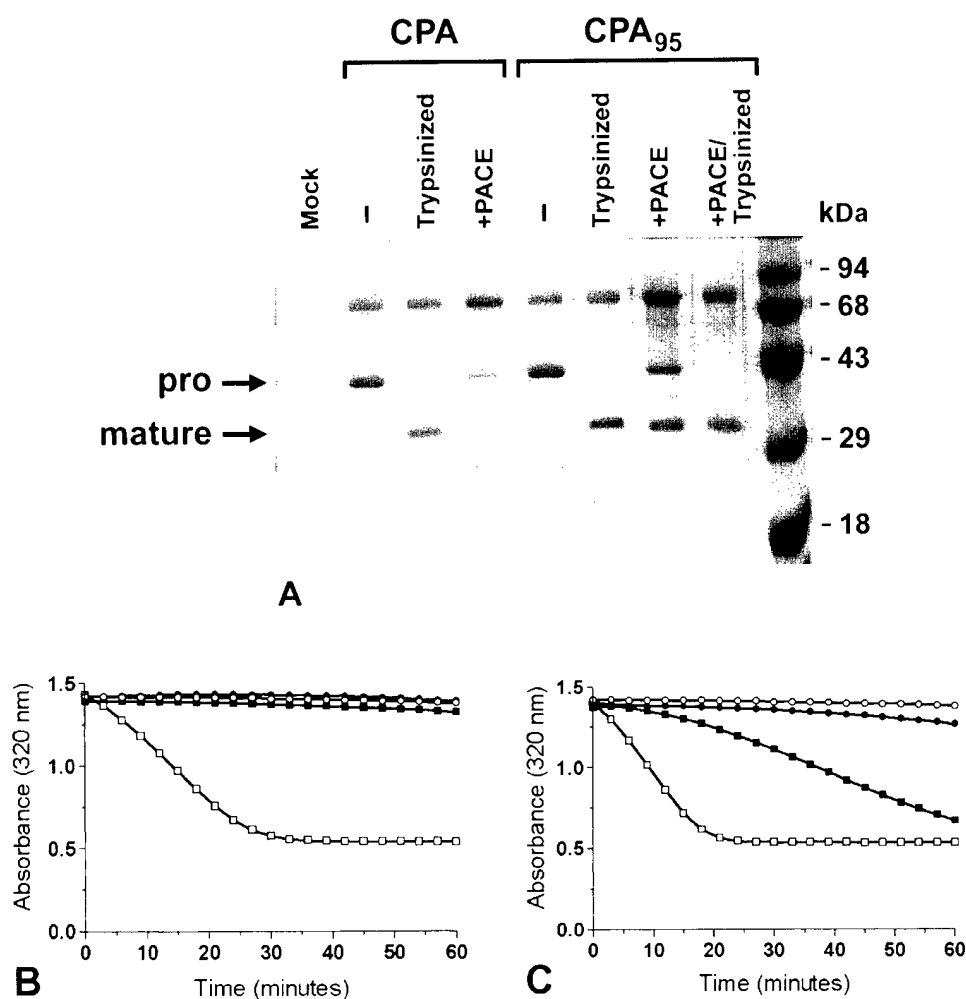 CPA CPA95
Mock
–
Trypsinized
+PACE
–
Trypsinized
+PACE
+PACE/
Trypsinized
kDa
- 94
- 68
- 43
pro
mature
- 29
- 18
A
Absorbance (320 nm)
1.5
1.0
0.5
0.0
0 10 20 30 40 50 60
Time (minutes)
B
Absorbance (320 nm)
1.5
1.0
0.5
0.0
0 10 20 30 40 50 60
Time (minutes)
C